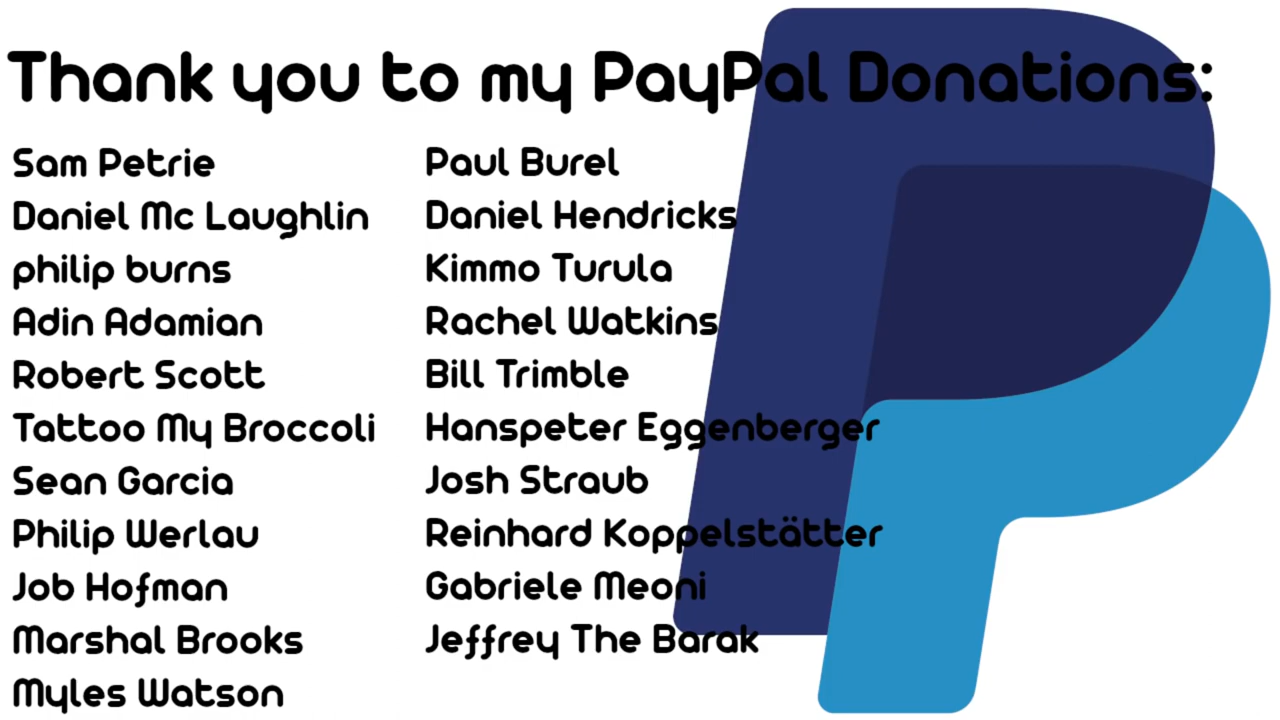 Thank you to my PayPal Donations:
Sam Petrie
Daniel Mc Laughlin
philip burns
Adin Adamian
Robert Scott
Tattoo My Broccoli
Sean Garcia
Philip Werlau
Job Hofman
Marshal Brooks
Myles Watson
Paul Burel
Daniel Hendricks
Kimmo Turula
Rachel Watkins
Bill Trimble
Hanspeter Eggenberger
Josh Straub
Reinhard Koppelstätter
Gabriele Meoni
Jeffrey The Barak